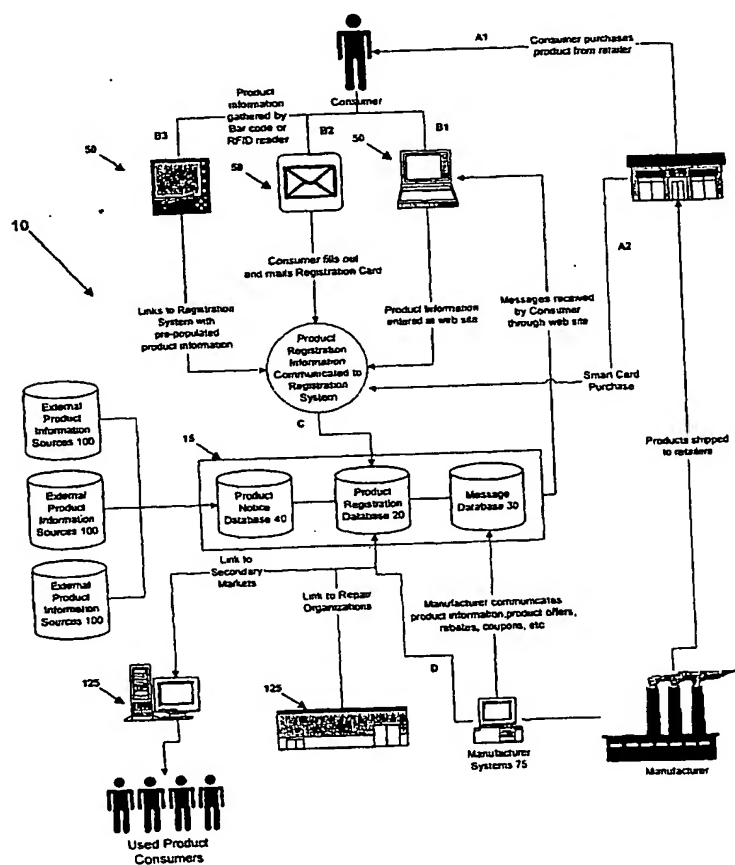 A1
Consumer purchases
product from retailer
Consumer
Product
Information
gathered by
Bar code or
RFID reader
B3
B2
B1
50
50
50
10
A2
Consumer fills out
and mails Registration Card
Links to Registration
System with
pre-populated
product information
Product Information
entered at web site
Messages received
by Consumer
through web site
Product
Registration
Information
Communicated to
Registration
System
Smart Card
Purchase
Products shipped
to retailers
C
15
External
Product
Information
Sources 100
External
Product
Information
Sources 100
External
Product
Information
Sources 100
Product
Notice
Database 40
Product
Registration
Database 20
Message
Database 30
Link to
Secondary
Markets
Link to Repair
Organizations
Manufacturer communicates
product information, product offers,
rebates, coupons, etc
D
125
125
Manufacturer
Systems 75
Manufacturer
Used Product
Consumers